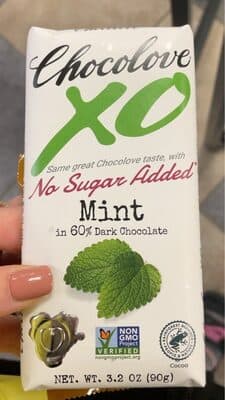 Chocolove
XO
Same great Chocolove taste, with
No Sugar Added*
Mint
in 60% Dark Chocolate
NON
GMO
Project
VERIFIED
nongmoproject.org
Cocoa
NET. WT. 3.2 OZ (90g)